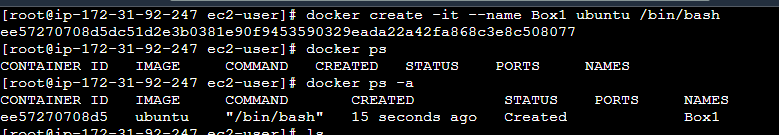 [root@ip-172-31-92-247 ec2-user]# docker create -it --name Box1 ubuntu /bin/bash
ee57270708d5dc51d2e3b0381e90f9453590329eada22a42fa868c3e8c508077
[root@ip-172-31-92-247 ec2-user]# docker ps
CONTAINER ID   IMAGE     COMMAND   CREATED   STATUS    PORTS     NAMES
[root@ip-172-31-92-247 ec2-user]# docker ps -a
CONTAINER ID   IMAGE     COMMAND       CREATED          STATUS    PORTS     NAMES
ee57270708d5   ubuntu    "/bin/bash"   15 seconds ago   Created             Box1
[root@ip-172-31-92-247 ec2-user]# ls